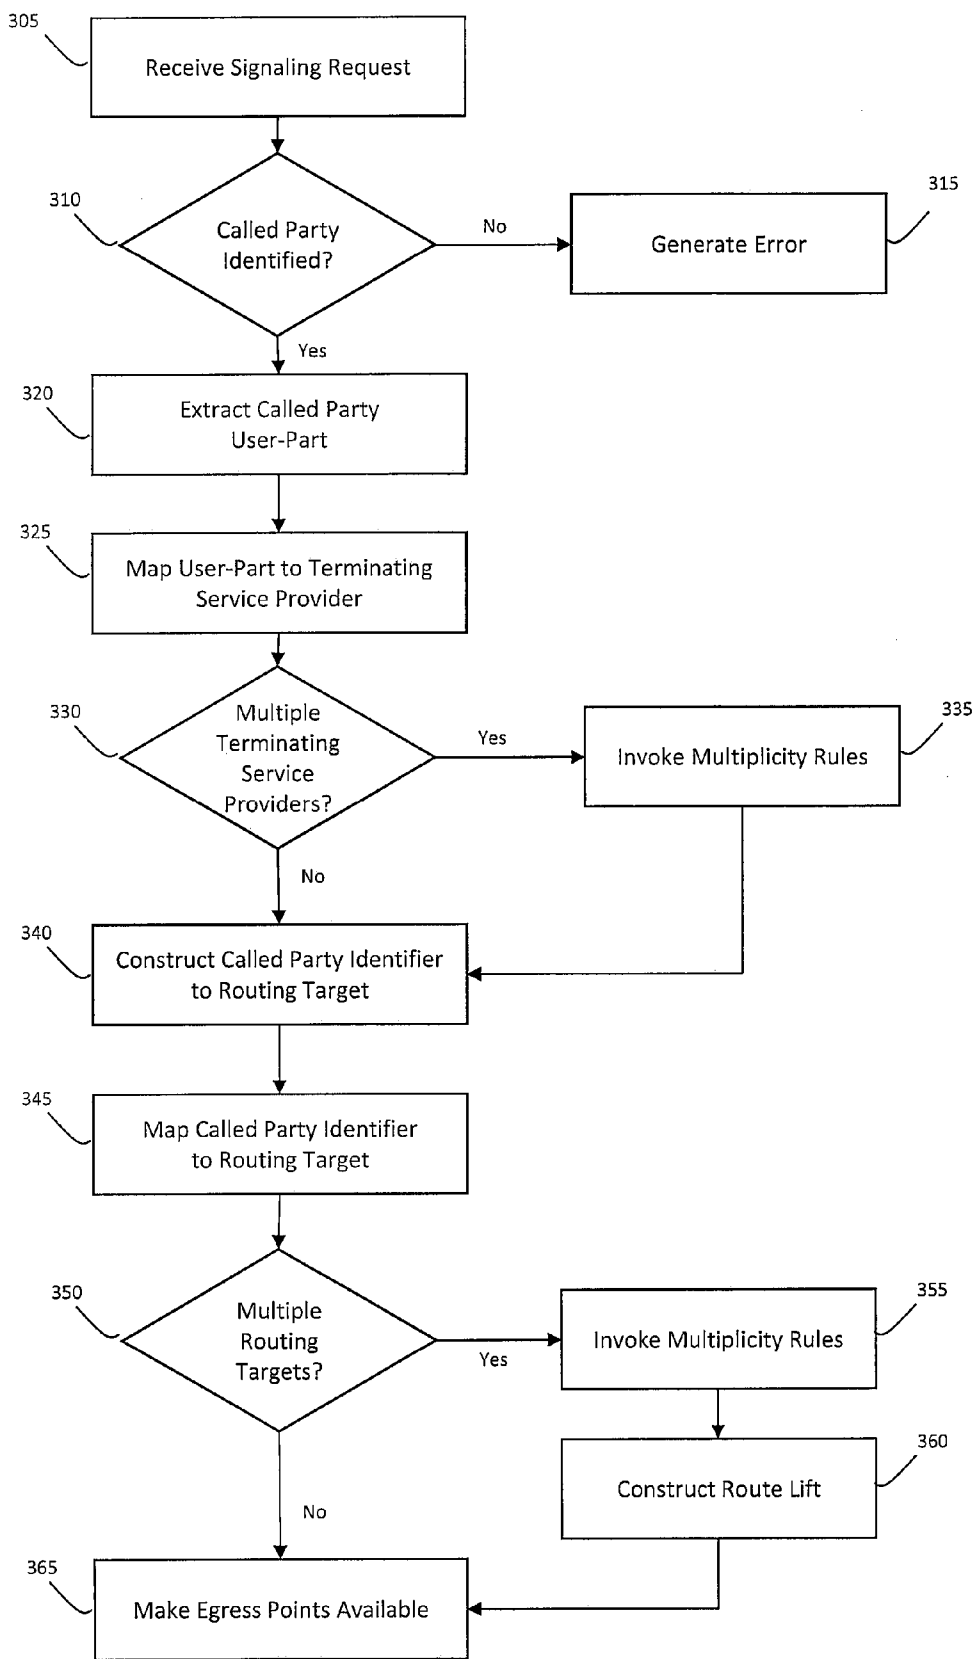 305
Receive Signaling Request
310
Called Party
Identified?
No
315
Generate Error
Yes
320
Extract Called Party
User-Part
325
Map User-Part to Terminating
Service Provider
330
Multiple
Terminating
Service
Providers?
Yes
335
Invoke Multiplicity Rules
No
340
Construct Called Party Identifier
to Routing Target
345
Map Called Party Identifier
to Routing Target
350
Multiple
Routing
Targets?
Yes
355
Invoke Multiplicity Rules
360
Construct Route Lift
No
365
Make Egress Points Available